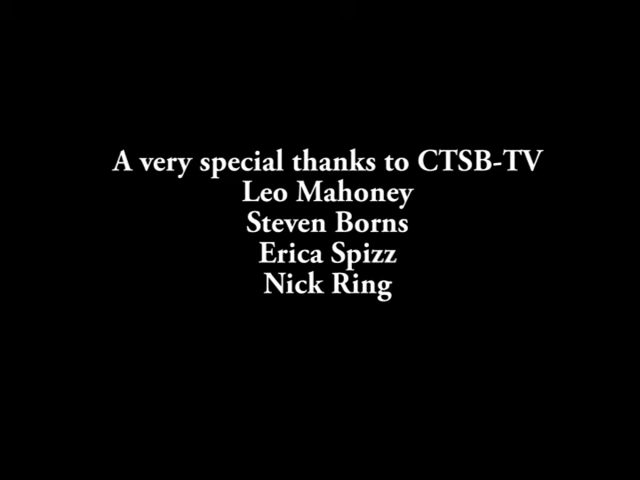 A very special thanks to CTSB-TV
Leo Mahoney
Steven Borns
Erica Spizz
Nick Ring